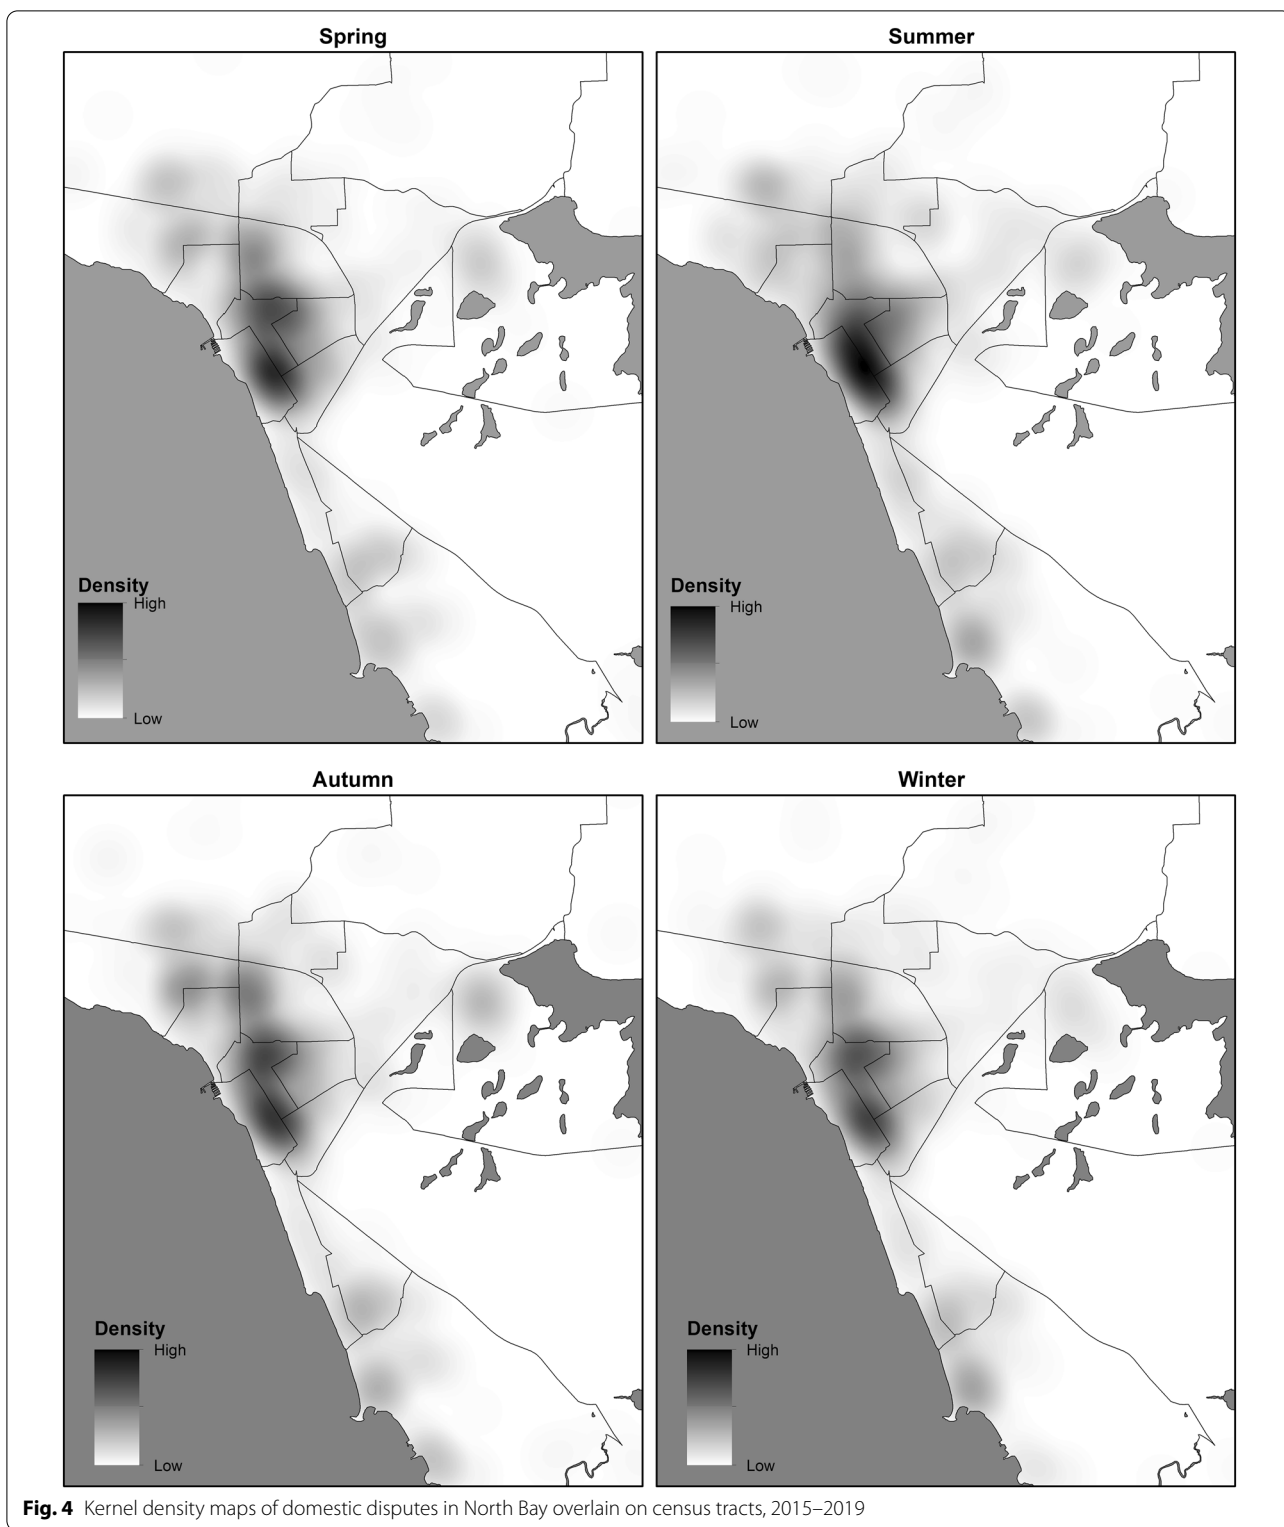 Spring
Summer
Density
High
Low
Density
High
Low
Autumn
Winter
Density
High
Low
Density
High
Low
Fig. 4 Kernel density maps of domestic disputes in North Bay overlain on census tracts, 2015–2019